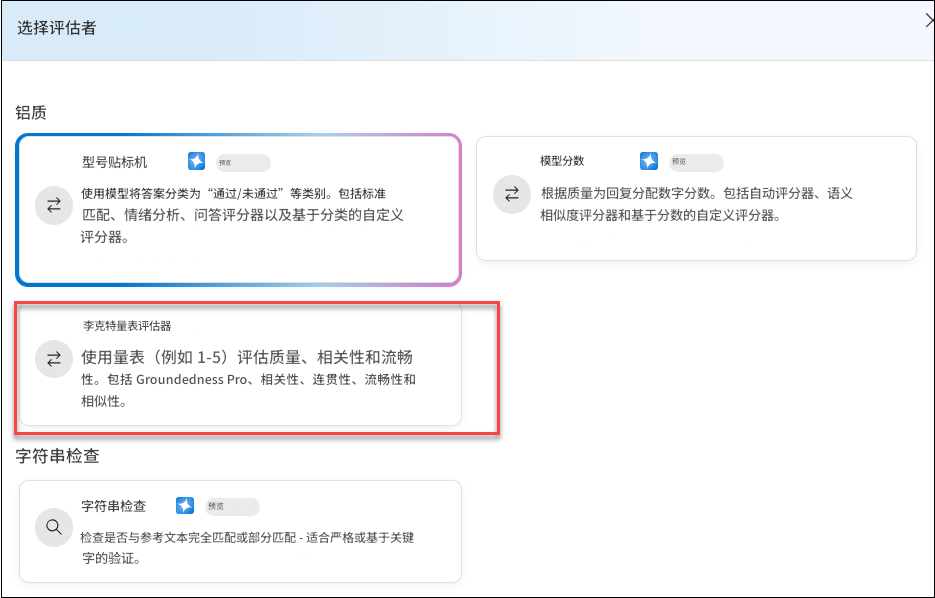 选择评估者
铝质
型号贴标机 预览
使用模型将答案分类为“通过/未通过”等类别。包括标准
匹配、情绪分析、问答评分器以及基于分类的自定义
评分器。
模型分数 预览
根据质量为回复分配数字分数。包括自动评分器、语义
相似度评分器和基于分数的自定义评分器。
李克特量表评估器
使用量表（例如 1-5）评估质量、相关性和流畅
性。包括 Groundedness Pro、相关性、连贯性、流畅性和
相似性。
字符串检查
字符串检查 预览
检查是否与参考文本完全匹配或部分匹配 - 适合严格或基于关键
字的验证。